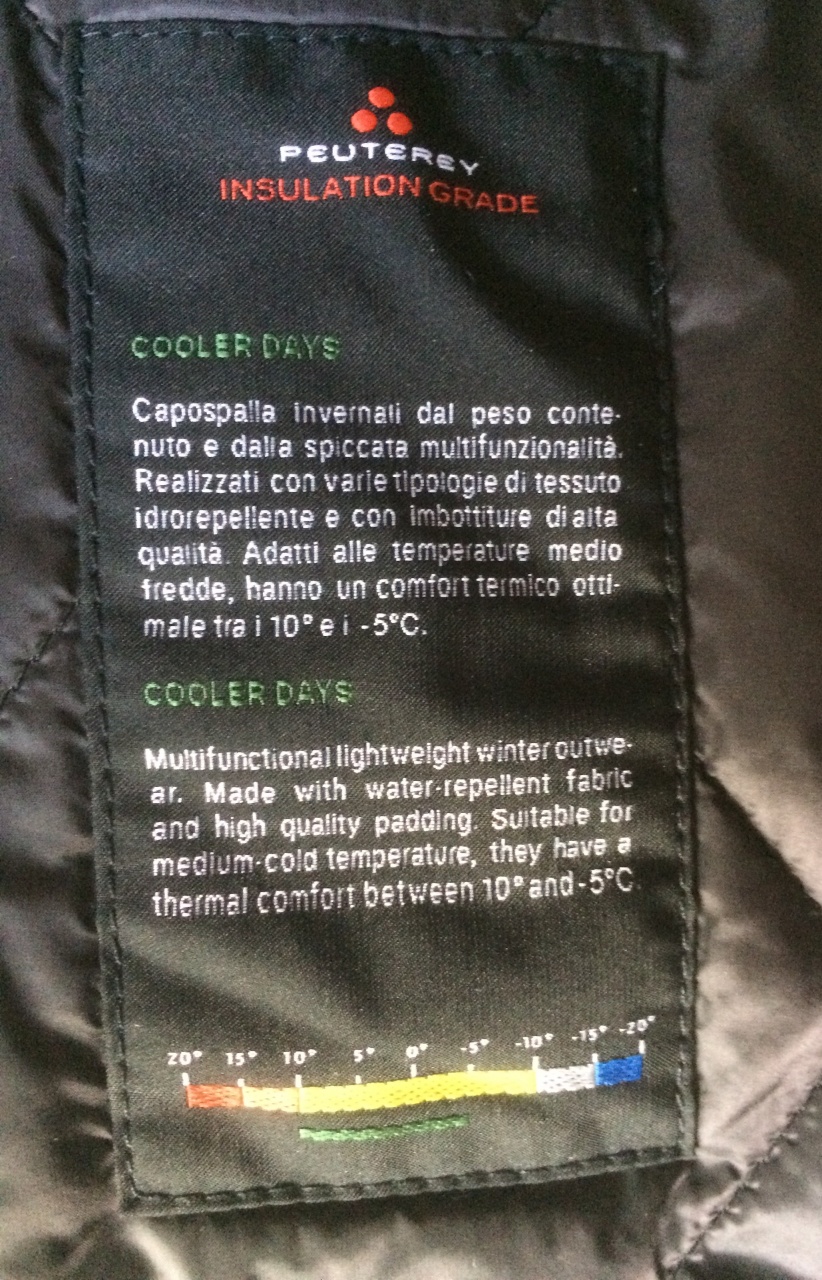 PEUTEREY
INSULATION GRADE
COOLER DAYS
Capospalla invernali dal peso conte-
nuto e dalla spiccata multifunzionalità.
Realizzati con varie tipologie di tessuto
idrorepellente e con imbottiture di alta
qualità. Adatti alle temperature medio
fredde, hanno un comfort termico otti-
male tra i 10° e i -5°C.
COOLER DAYS
Multifunctional lightweight winter outwe-
ar. Made with water-repellent fabric
and high quality padding. Suitable for
medium-cold temperature, they have a
thermal comfort between 10° and -5°C.
20° 15° 10° 5° 0° -5° -10° -15° -20°